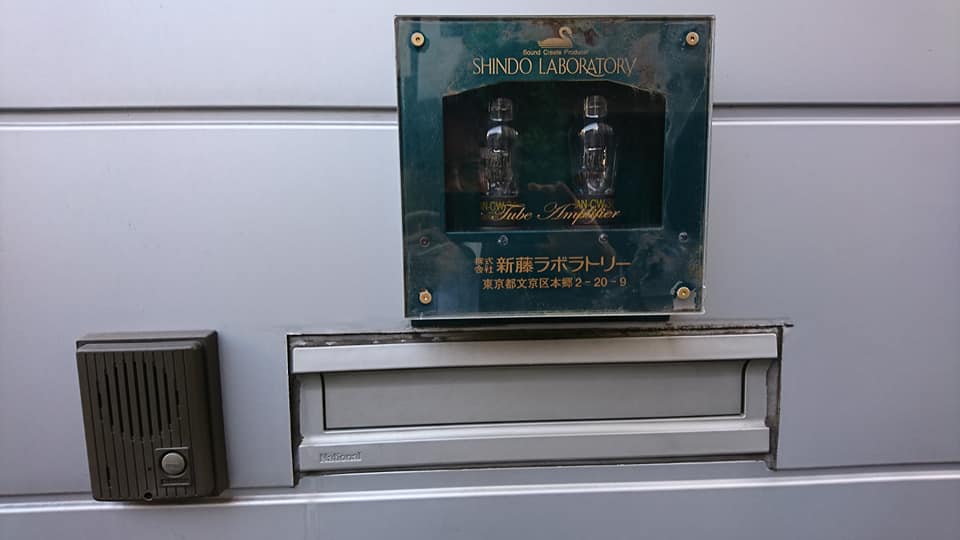 Sound Create Producer
SHINDO LABORATORY
Tube Amplifier
株式会社 新藤ラボラトリー
東京都文京区本郷2-20-9
National